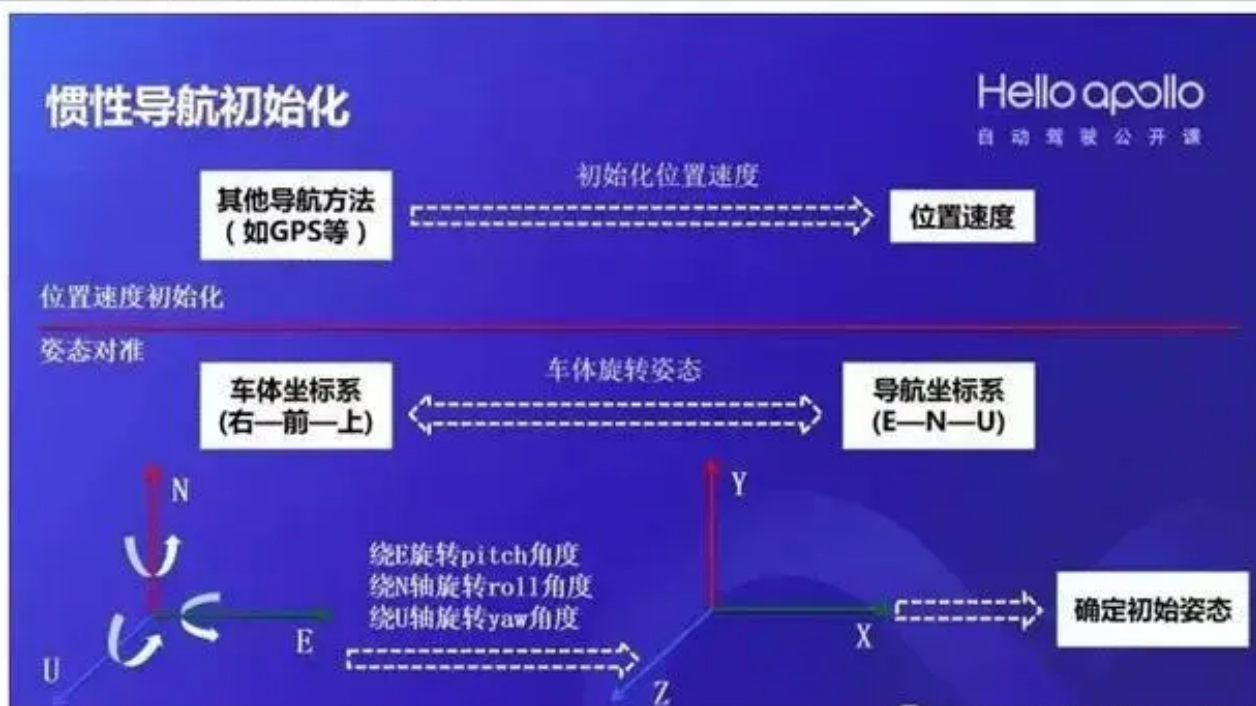 惯性导航初始化
Hello apollo
自动驾驶公开课
初始化位置速度
其他导航方法
（如GPS等）
位置速度
位置速度初始化
姿态对准
车体旋转姿态
车体坐标系
(右—前—上)
导航坐标系
(E—N—U)
N
Y
绕E旋转pitch角度
绕N轴旋转roll角度
绕U轴旋转yaw角度
确定初始姿态
E
X
U
Z